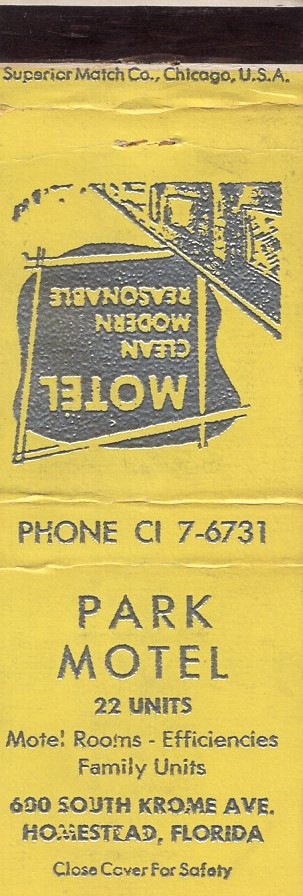 Superior Match Co., Chicago, U.S.A.
MOTEL
CLEAN
MODERN
REASONABLE
PHONE CI 7-6731
PARK
MOTEL
22 UNITS
Motel Rooms - Efficiencies
Family Units
600 SOUTH KROME AVE.
HOMESTEAD, FLORIDA
Close Cover For Safety